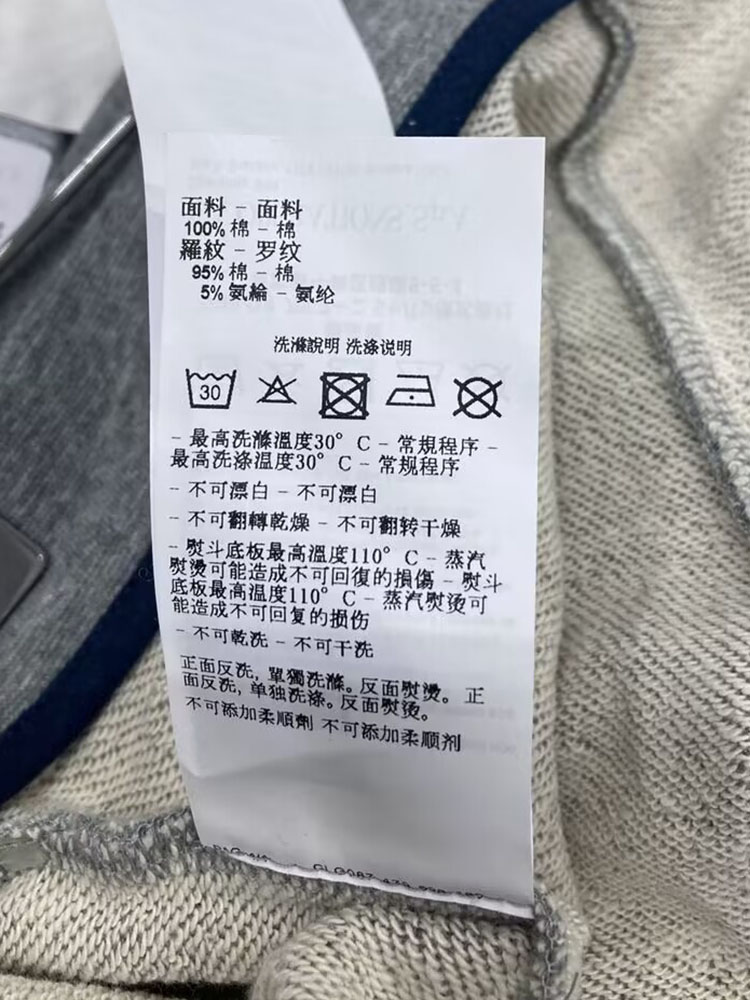 面料 - 面料
100% 棉 - 棉
羅紋 - 罗纹
95% 棉 - 棉
5% 氨綸 - 氨纶
洗滌說明 洗涤说明
30
- 最高洗滌溫度30° C - 常規程序 -
最高洗涤温度30° C - 常规程序
- 不可漂白 - 不可漂白
- 不可翻轉乾燥 - 不可翻转干燥
- 熨斗底板最高溫度110° C - 蒸汽
熨燙可能造成不可回復的損傷 - 熨斗
底板最高温度110° C - 蒸汽熨烫可
能造成不可回复的损伤
- 不可乾洗 - 不可干洗
正面反洗, 單獨洗滌。反面熨燙。 正
面反洗, 单独洗涤。反面熨烫。
不可添加柔順劑 不可添加柔顺剂